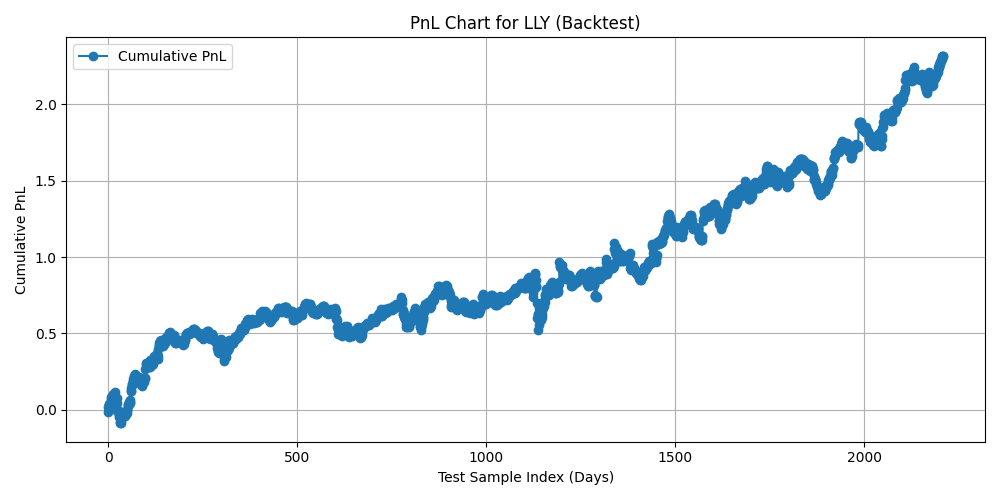 PnL Chart for LLY (Backtest)
Cumulative PnL
Cumulative PnL
2.0
1.5
1.0
0.5
0.0
0 500 1000 1500 2000
Test Sample Index (Days)